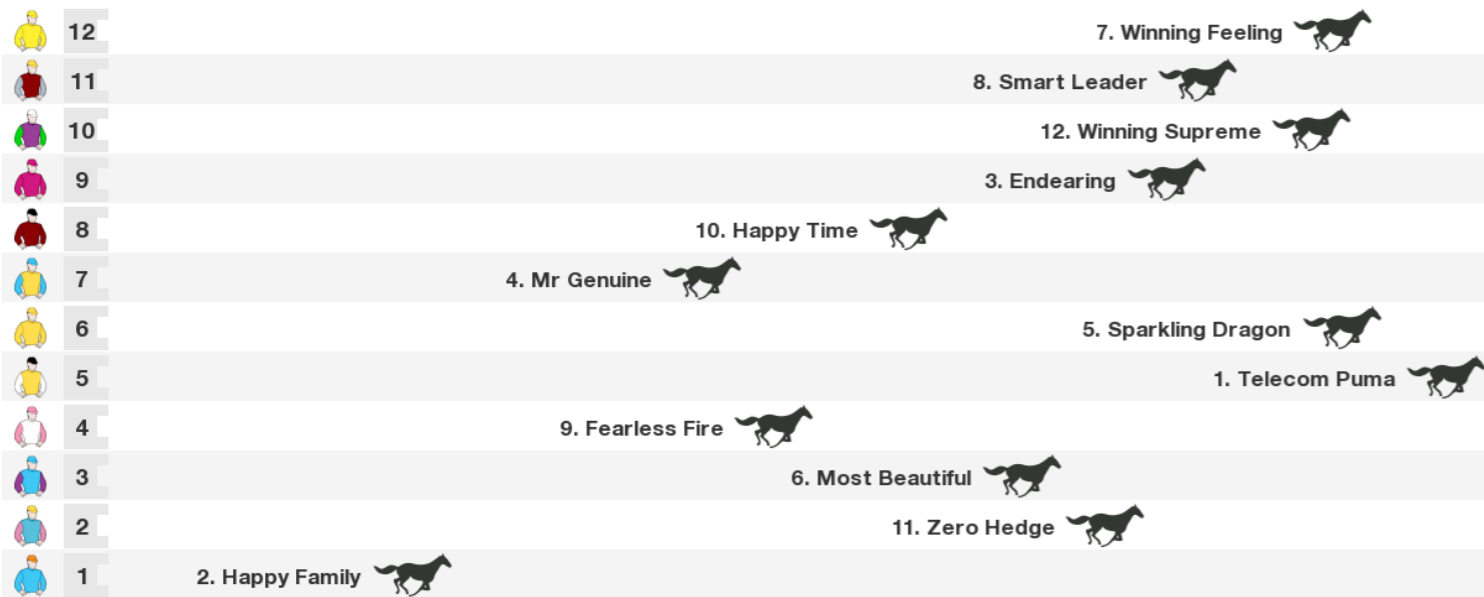 12 7. Winning Feeling
11 8. Smart Leader
10 12. Winning Supreme
9 3. Endearing
8 10. Happy Time
7 4. Mr Genuine
6 5. Sparkling Dragon
5 1. Telecom Puma
4 9. Fearless Fire
3 6. Most Beautiful
2 11. Zero Hedge
1 2. Happy Family